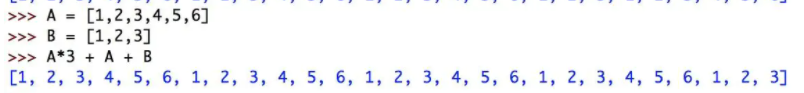 >>> A = [1,2,3,4,5,6]
>>> B = [1,2,3]
>>> A*3 + A + B
[1, 2, 3, 4, 5, 6, 1, 2, 3, 4, 5, 6, 1, 2, 3, 4, 5, 6, 1, 2, 3, 4, 5, 6, 1, 2, 3]